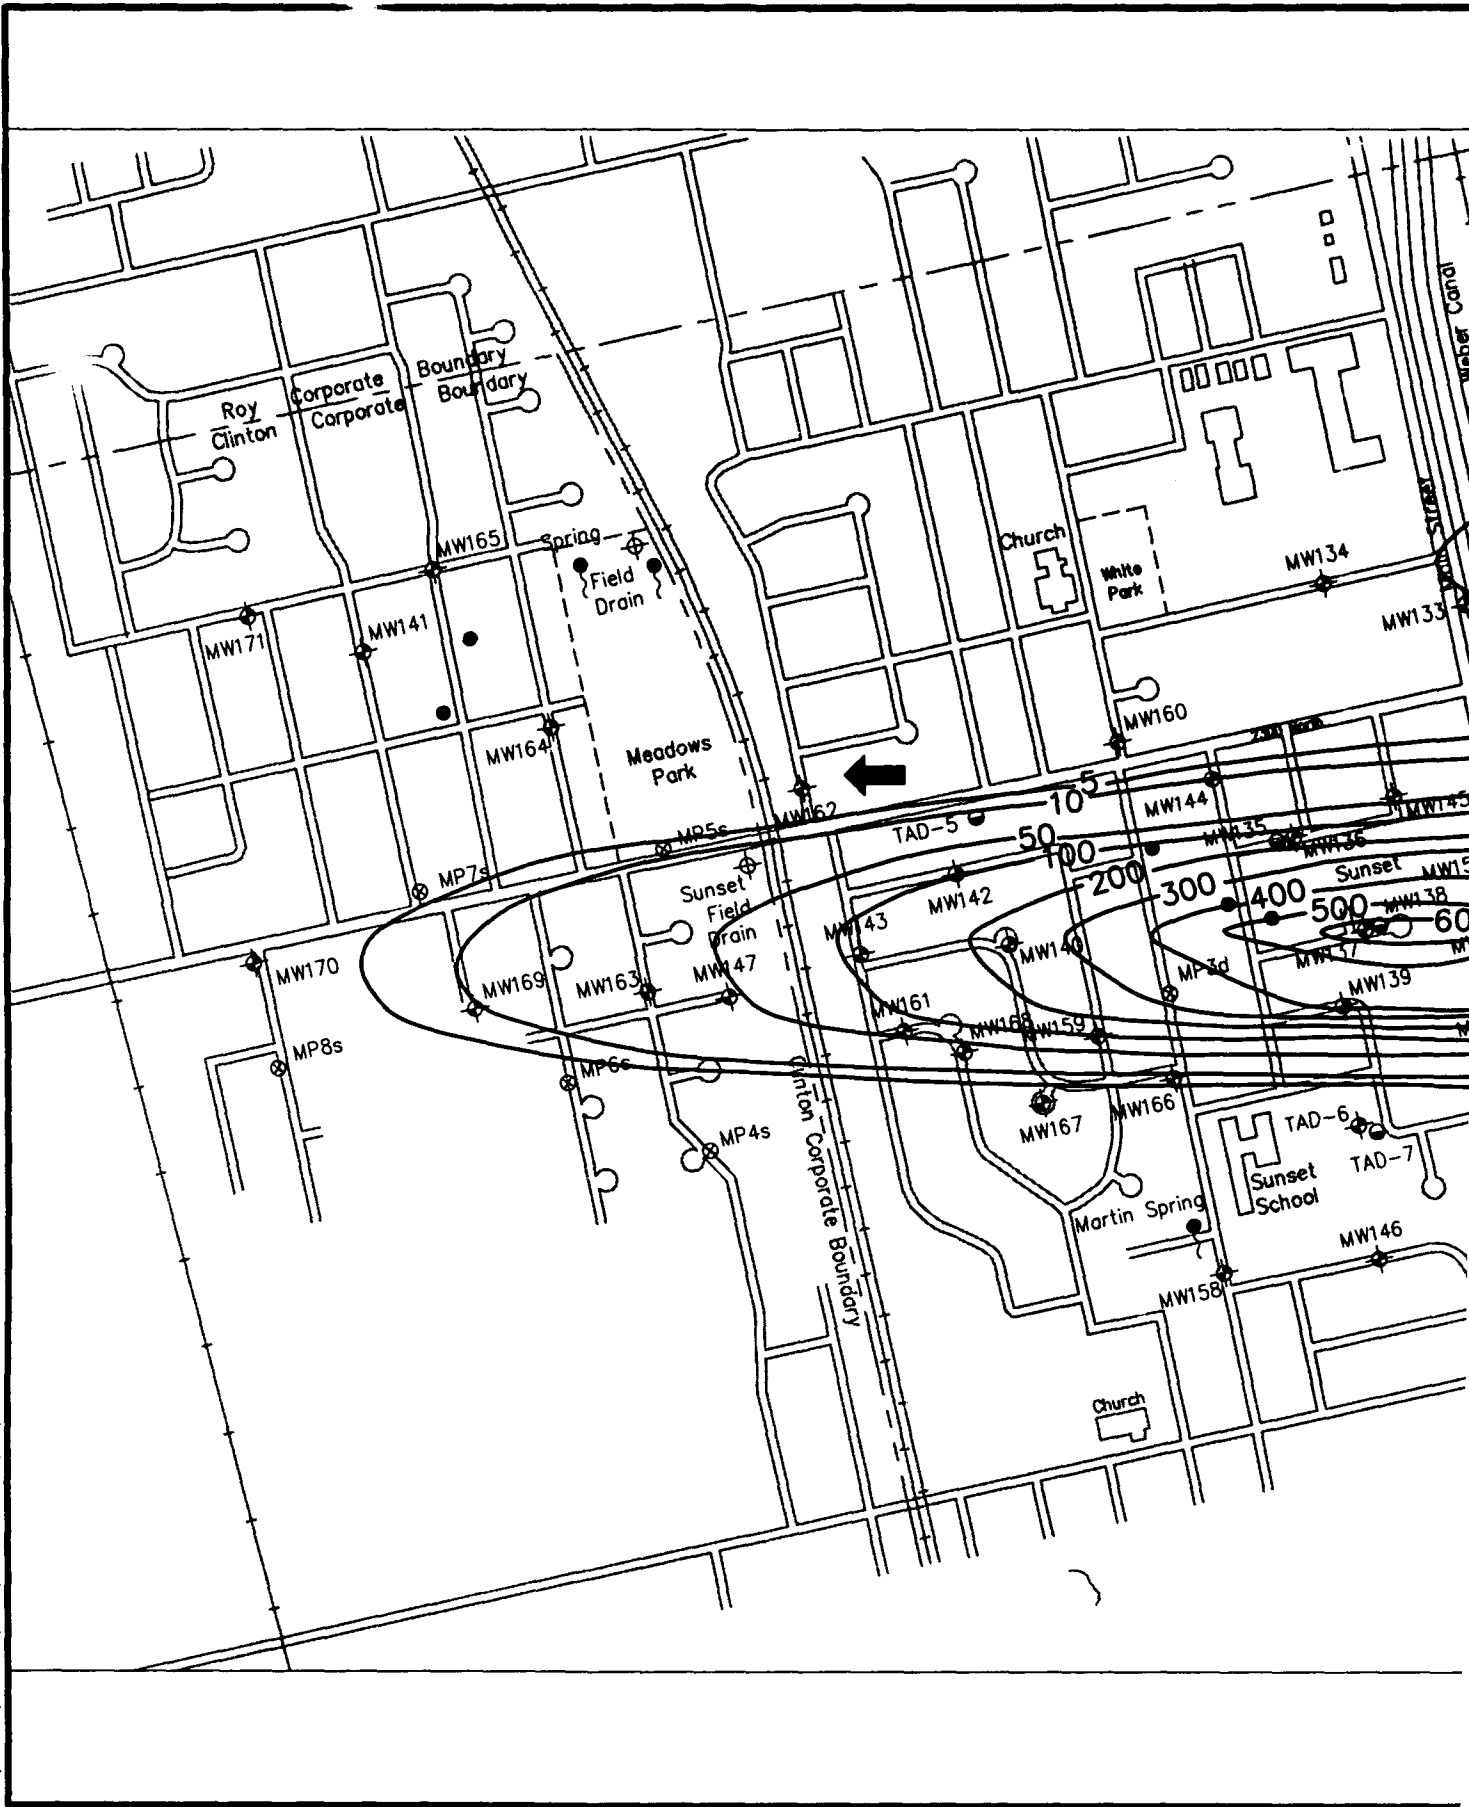 Weber Canal
Boundary
Boundary
Corporate
Corporate
Roy
Clinton
Street
MW165
Spring
Field
Drain
Church
White
Park
MW134
MW133
MW171
MW141
MW164
Meadows
Park
MW160
MW162
5
10
MW144
MW145
TAD-5
50
100
MW135
MW136
MP5s
MP7s
Sunset
Field
Drain
MW142
200
300
400
500
60
Sunset
MW15
MW138
MW143
MW140
MW137
MW170
MW169
MW163
MW147
MP3d
MW139
MW161
MW168
MW159
MP8s
MP6s
MP4s
MW167
MW166
TAD-6
TAD-7
Clinton Corporate Boundary
Sunset
School
Martin Spring
MW146
MW158
Church